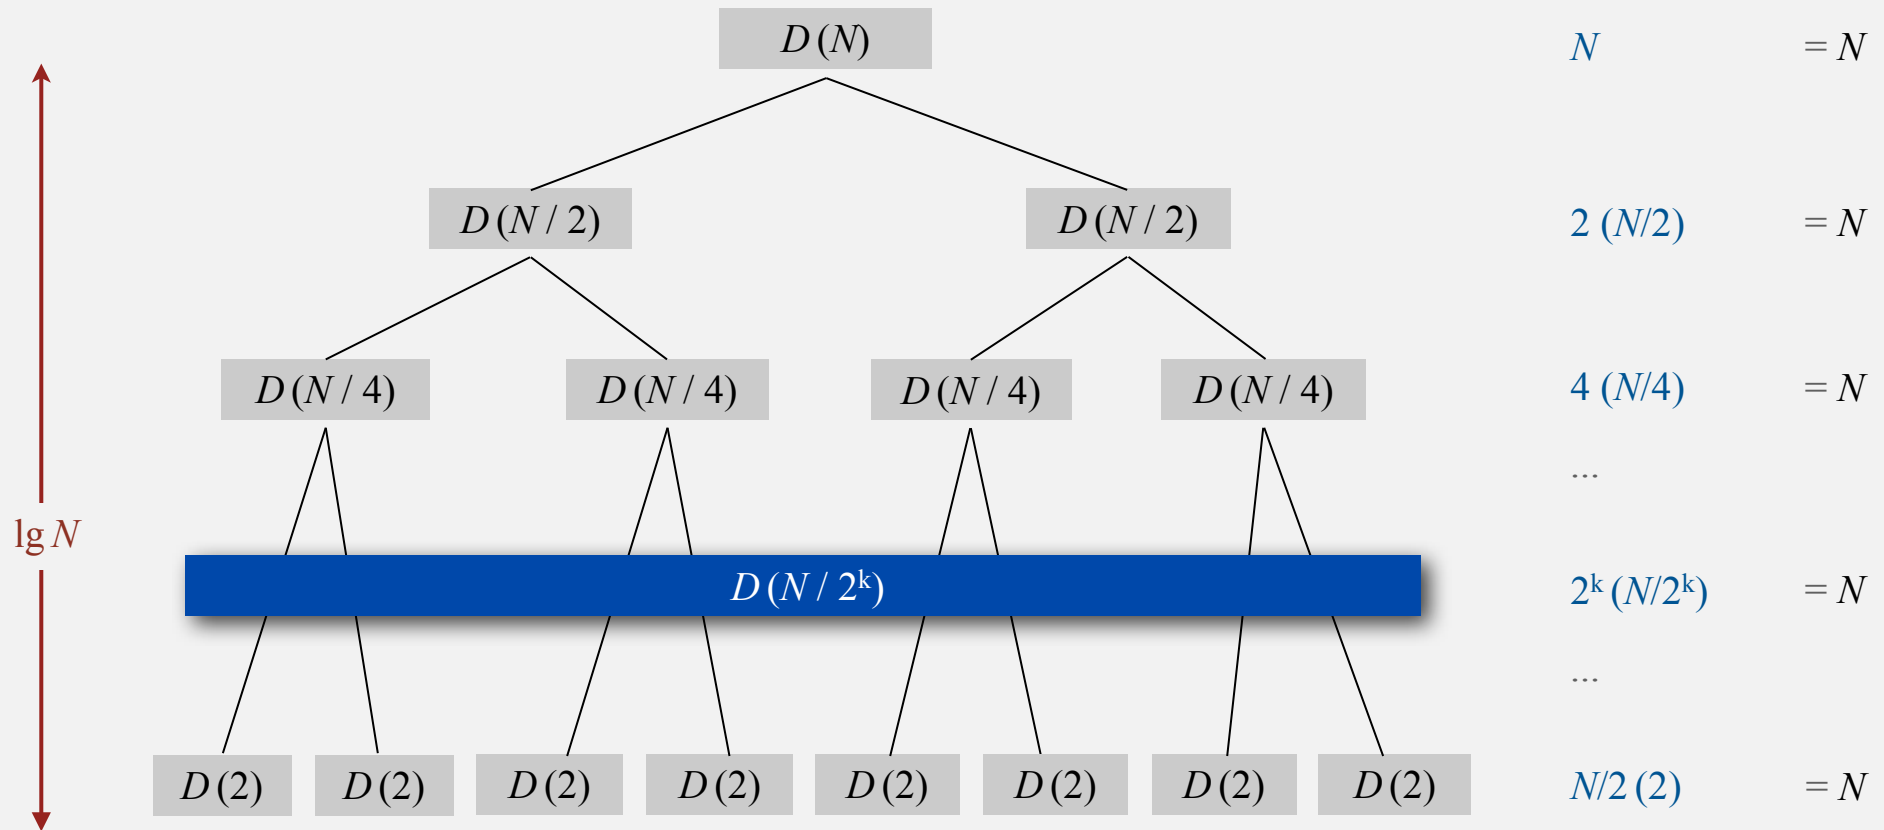 D (N) N = N
D (N / 2) D (N / 2) 2 (N/2) = N
D (N / 4) D (N / 4) D (N / 4) D (N / 4) 4 (N/4) = N
...
lg N
D (N / 2ᵏ) 2ᵏ (N/2ᵏ) = N
...
D (2) D (2) D (2) D (2) D (2) D (2) D (2) D (2) N/2 (2) = N